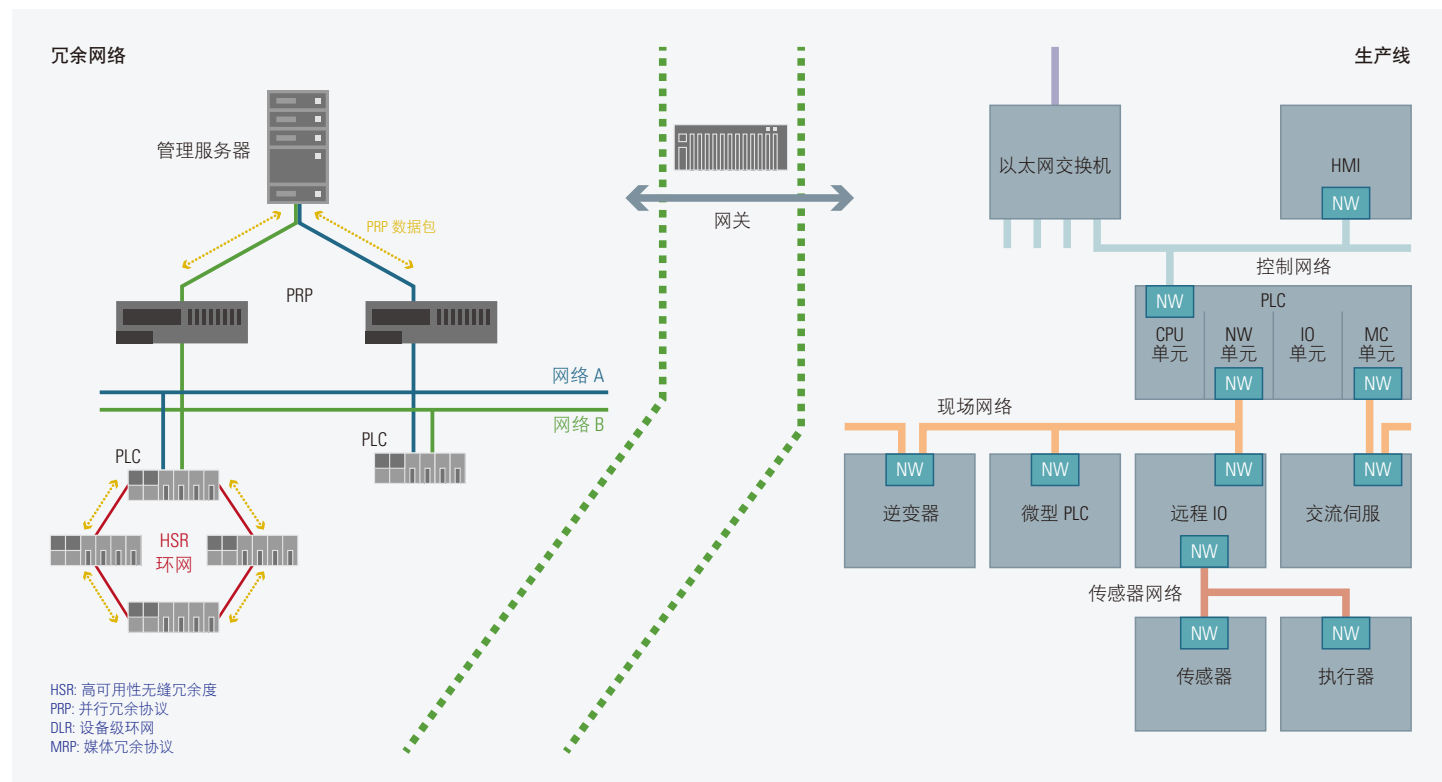 冗余网络
生产线
管理服务器
PRP 数据包
PRP
网络 A
网络 B
PLC
PLC
HSR
环网
HSR: 高可用性无缝冗余度
PRP: 并行冗余协议
DLR: 设备级环网
MRP: 媒体冗余协议
网关
以太网交换机
HMI
NW
控制网络
NW
PLC
CPU
单元
NW
单元
IO
单元
MC
单元
NW
NW
现场网络
NW
NW
NW
NW
逆变器
微型 PLC
远程 IO
交流伺服
NW
传感器网络
NW
NW
传感器
执行器